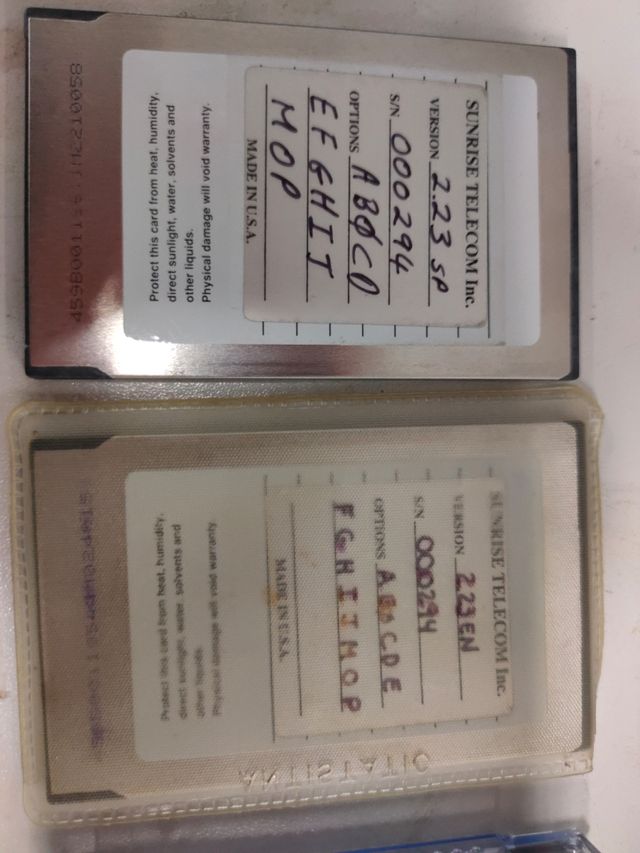 SUNRISE TELECOM Inc.
VERSION 2.23 SP
S/N 000294
OPTIONS ABØCD
EFGHIJ
MOP
MADE IN U.S.A.
Protect this card from heat, humidity,
direct sunlight, water, solvents and
other liquids.
Physical damage will void warranty.
SUNRISE TELECOM Inc.
VERSION 2.23EN
S/N 000294
OPTIONS ABØCDE
FGHIJMOP
MADE IN U.S.A.
Protect this card from heat, humidity,
direct sunlight, water, solvents and
other liquids.
Physical damage will void warranty.
ANTISTATIC